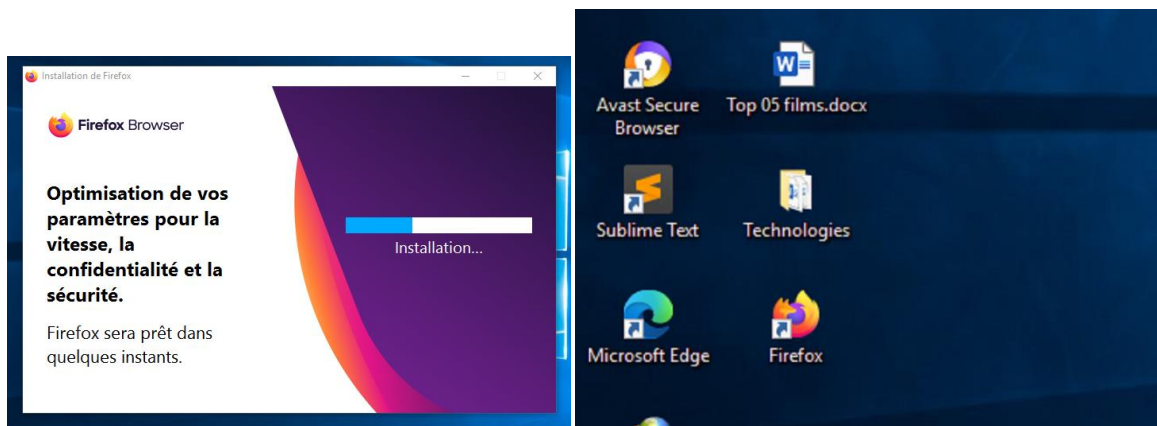 Installation de Firefox
Firefox Browser
Optimisation de vos
paramètres pour la
vitesse, la
confidentialité et la
sécurité.
Firefox sera prêt dans
quelques instants.
Installation...
Avast Secure
Browser
Top 05 films.docx
Sublime Text
Technologies
Microsoft Edge
Firefox